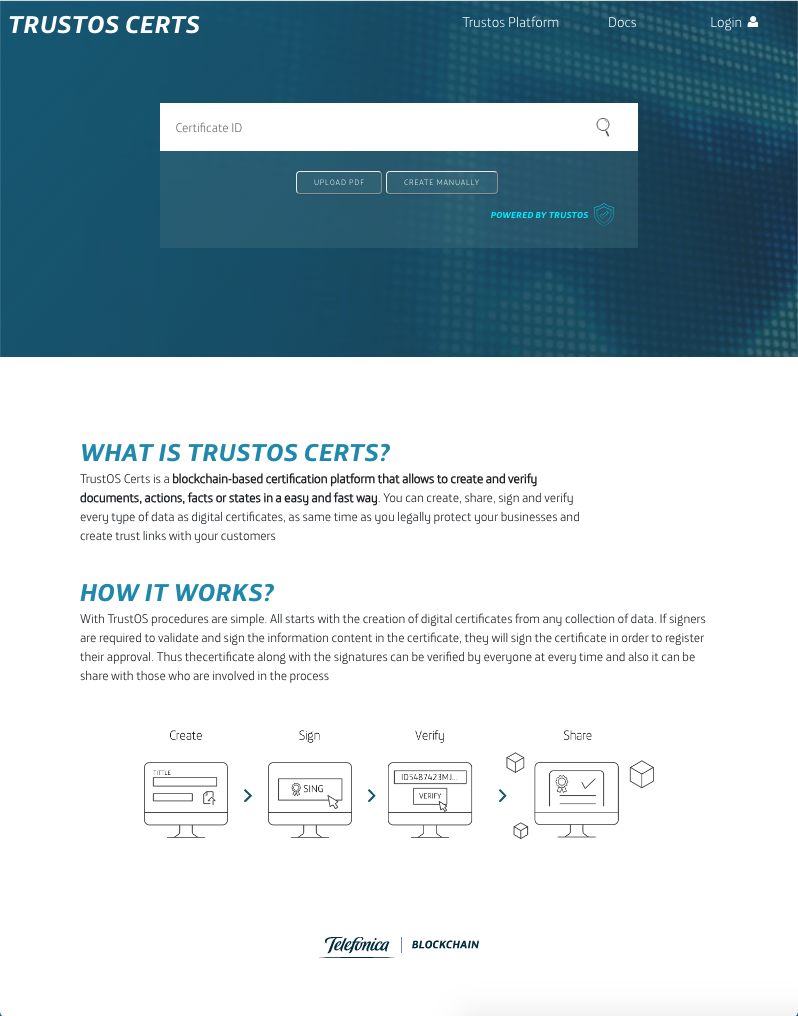 TRUSTOS CERTS
Trustos Platform
Docs
Login
Certificate ID
UPLOAD PDF
CREATE MANUALLY
POWERED BY TRUSTOS
WHAT IS TRUSTOS CERTS?
TrustOS Certs is a blockchain-based certification platform that allows to create and verify
documents, actions, facts or states in a easy and fast way. You can create, share, sign and verify
every type of data as digital certificates, as same time as you legally protect your businesses and
create trust links with your customers
HOW IT WORKS?
With TrustOS procedures are simple. All starts with the creation of digital certificates from any collection of data. If signers
are required to validate and sign the information content in the certificate, they will sign the certificate in order to register
their approval. Thus thecertificate along with the signatures can be verified by everyone at every time and also it can be
share with those who are involved in the process
Create
Sign
Verify
Share
TITTLE
SING
ID5487423MJ...
VERIFY
Telefónica
BLOCKCHAIN